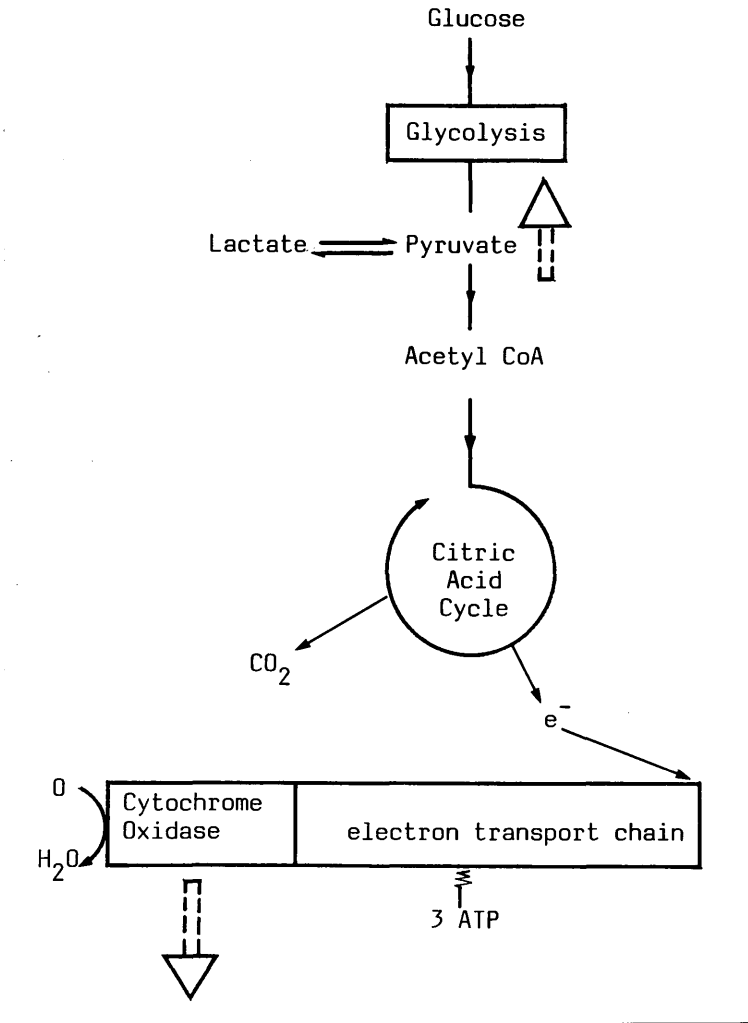 Glucose
Glycolysis
Lactate
Pyruvate
Acetyl CoA
Citric
Acid
Cycle
CO2
e-
O
Cytochrome
Oxidase
electron transport chain
H2O
3 ATP